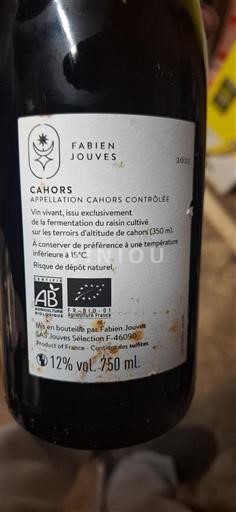 FABIEN
JOUVES
CAHORS
APPELLATION CAHORS CONTRÔLÉE
Vin vivant, issu exclusivement
de la fermentation du raisin cultivé
sur les terroirs d'altitude de cahors (350 m).
À conserver de préférence à une température
inférieure à 15°C.
Risque de dépôt naturel.
CERTIFIÉ
AB
AGRICULTURE
BIOLOGIQUE
FR-BIO-01
Agriculture France
Mis en bouteille par Fabien Jouves
SAS Jouves Sélection F-46090
Product of France - Contient des sulfites
12% vol. 750 ml.